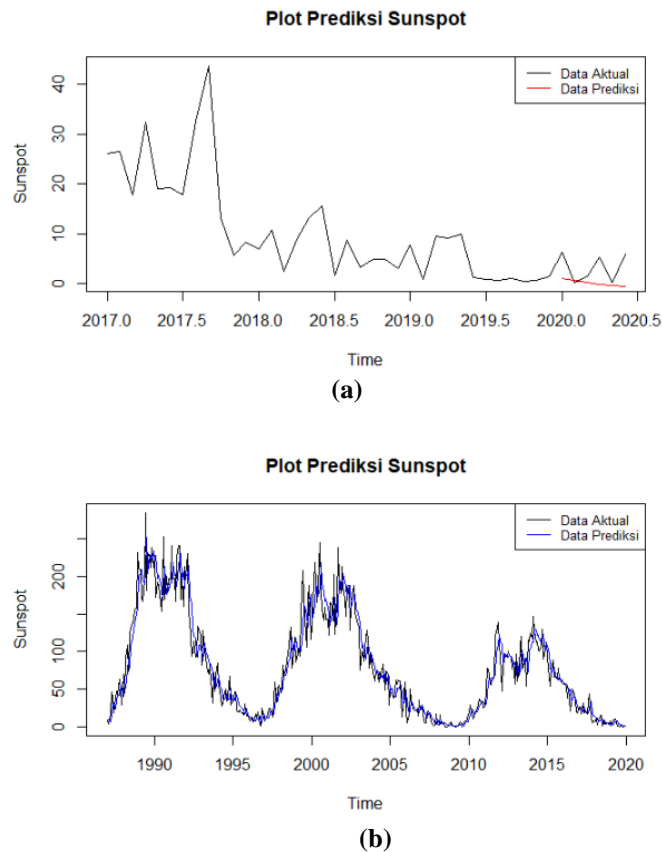 Plot Prediksi Sunspot
Data Aktual
Data Prediksi
Sunspot
40
30
20
10
0
2017.0 2017.5 2018.0 2018.5 2019.0 2019.5 2020.0 2020.5
Time
(a)
Plot Prediksi Sunspot
Data Aktual
Data Prediksi
Sunspot
200
100
50
0
1990 1995 2000 2005 2010 2015 2020
Time
(b)